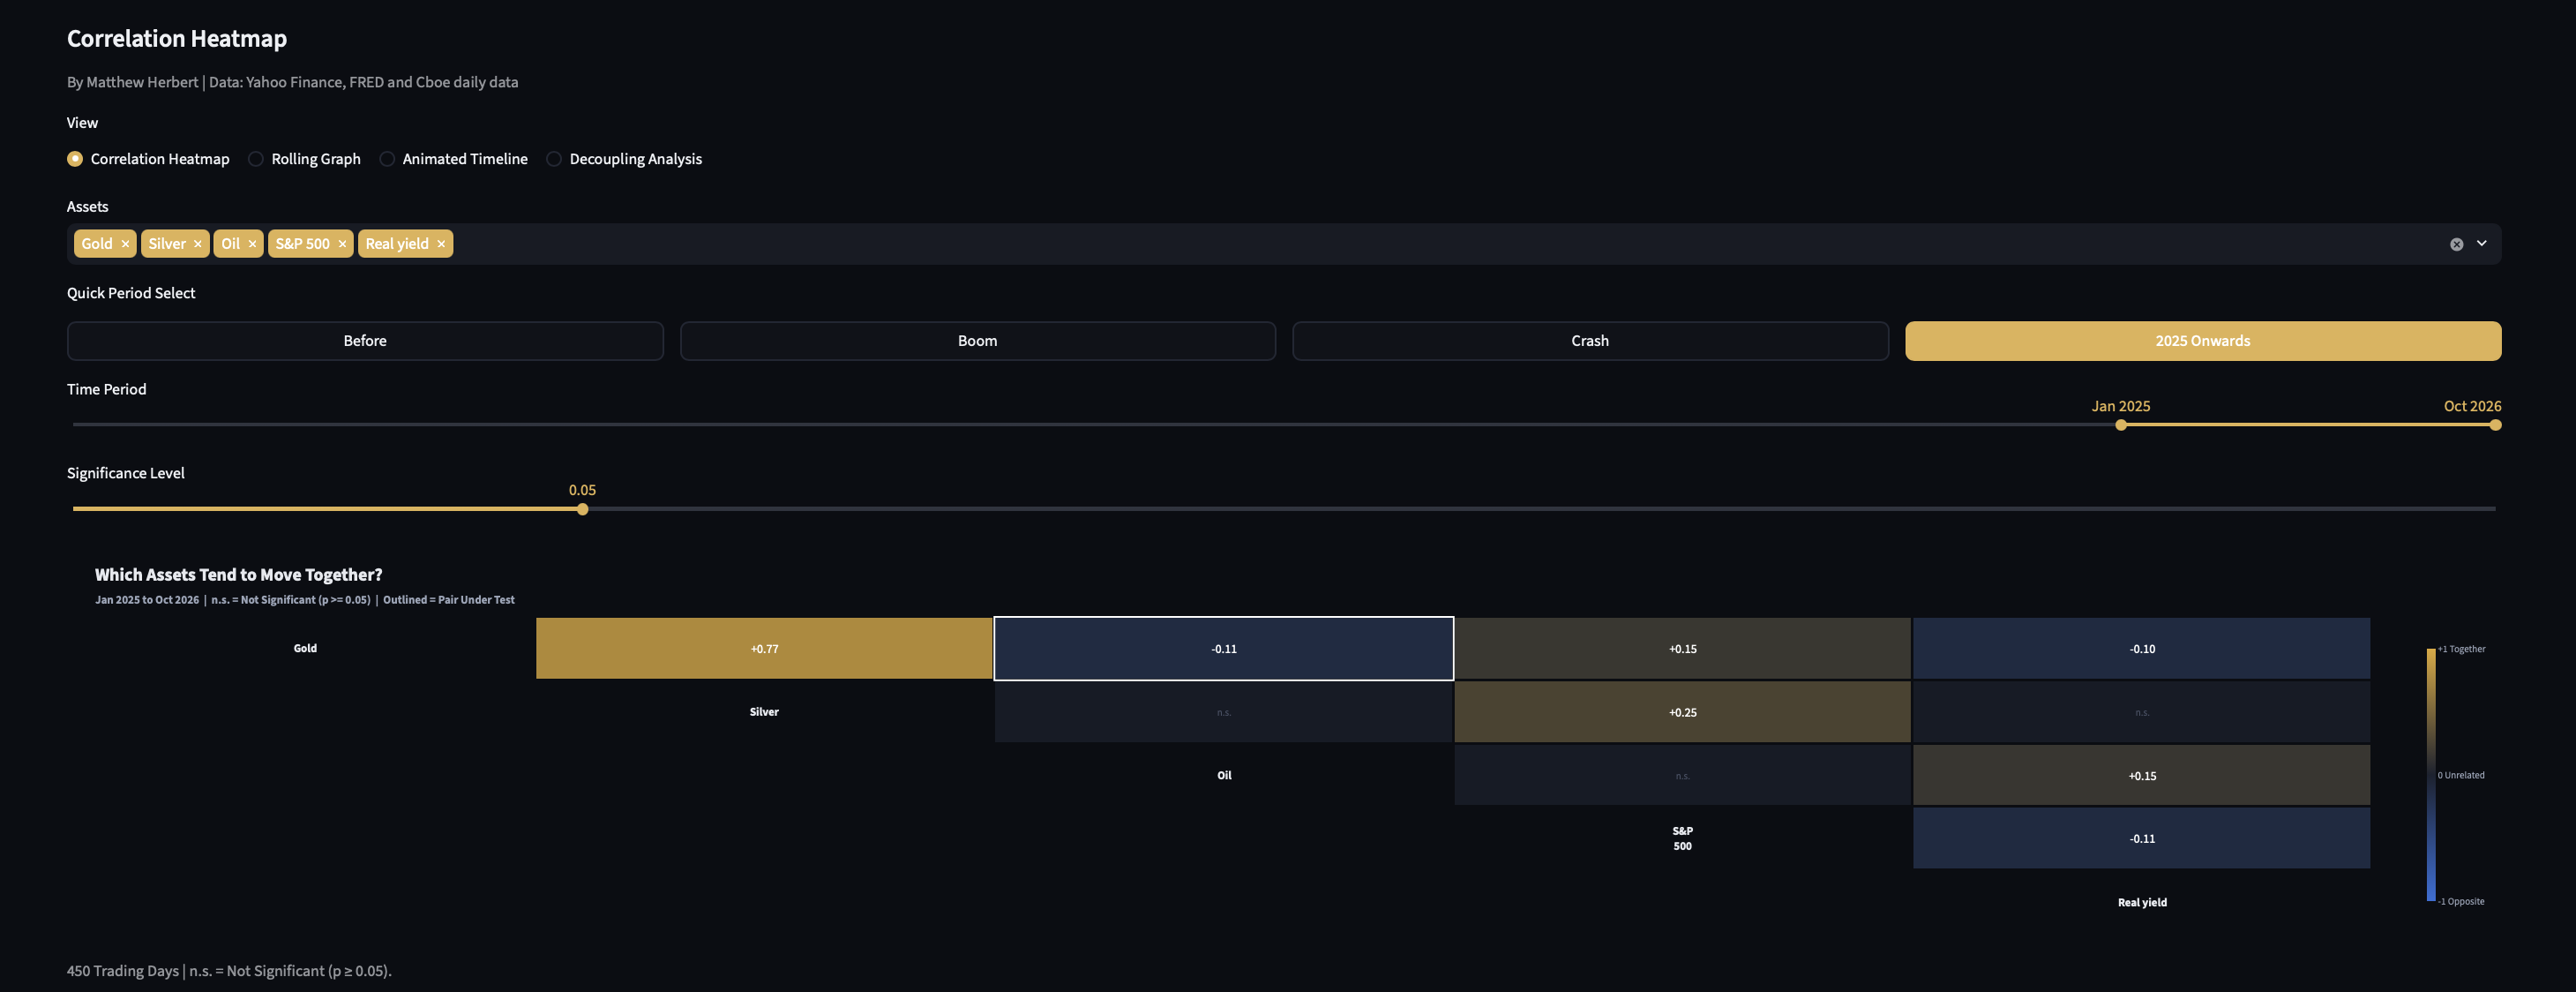 Correlation Heatmap
By Matthew Herbert | Data: Yahoo Finance, FRED and Cboe daily data
View
Correlation Heatmap Rolling Graph Animated Timeline Decoupling Analysis
Assets
Gold × Silver × Oil × S&P 500 × Real yield ×
Quick Period Select
Before Boom Crash 2025 Onwards
Time Period
Jan 2025 Oct 2026
Significance Level
0.05
Which Assets Tend to Move Together?
Jan 2025 to Oct 2026 | n.s. = Not Significant (p >= 0.05) | Outlined = Pair Under Test
Gold +0.77 -0.11 +0.15 -0.10 +1 Together
Silver n.s. +0.25 n.s.
Oil n.s. +0.15 0 Unrelated
S&P
500
-0.11
Real yield -1 Opposite
450 Trading Days | n.s. = Not Significant (p ≥ 0.05).